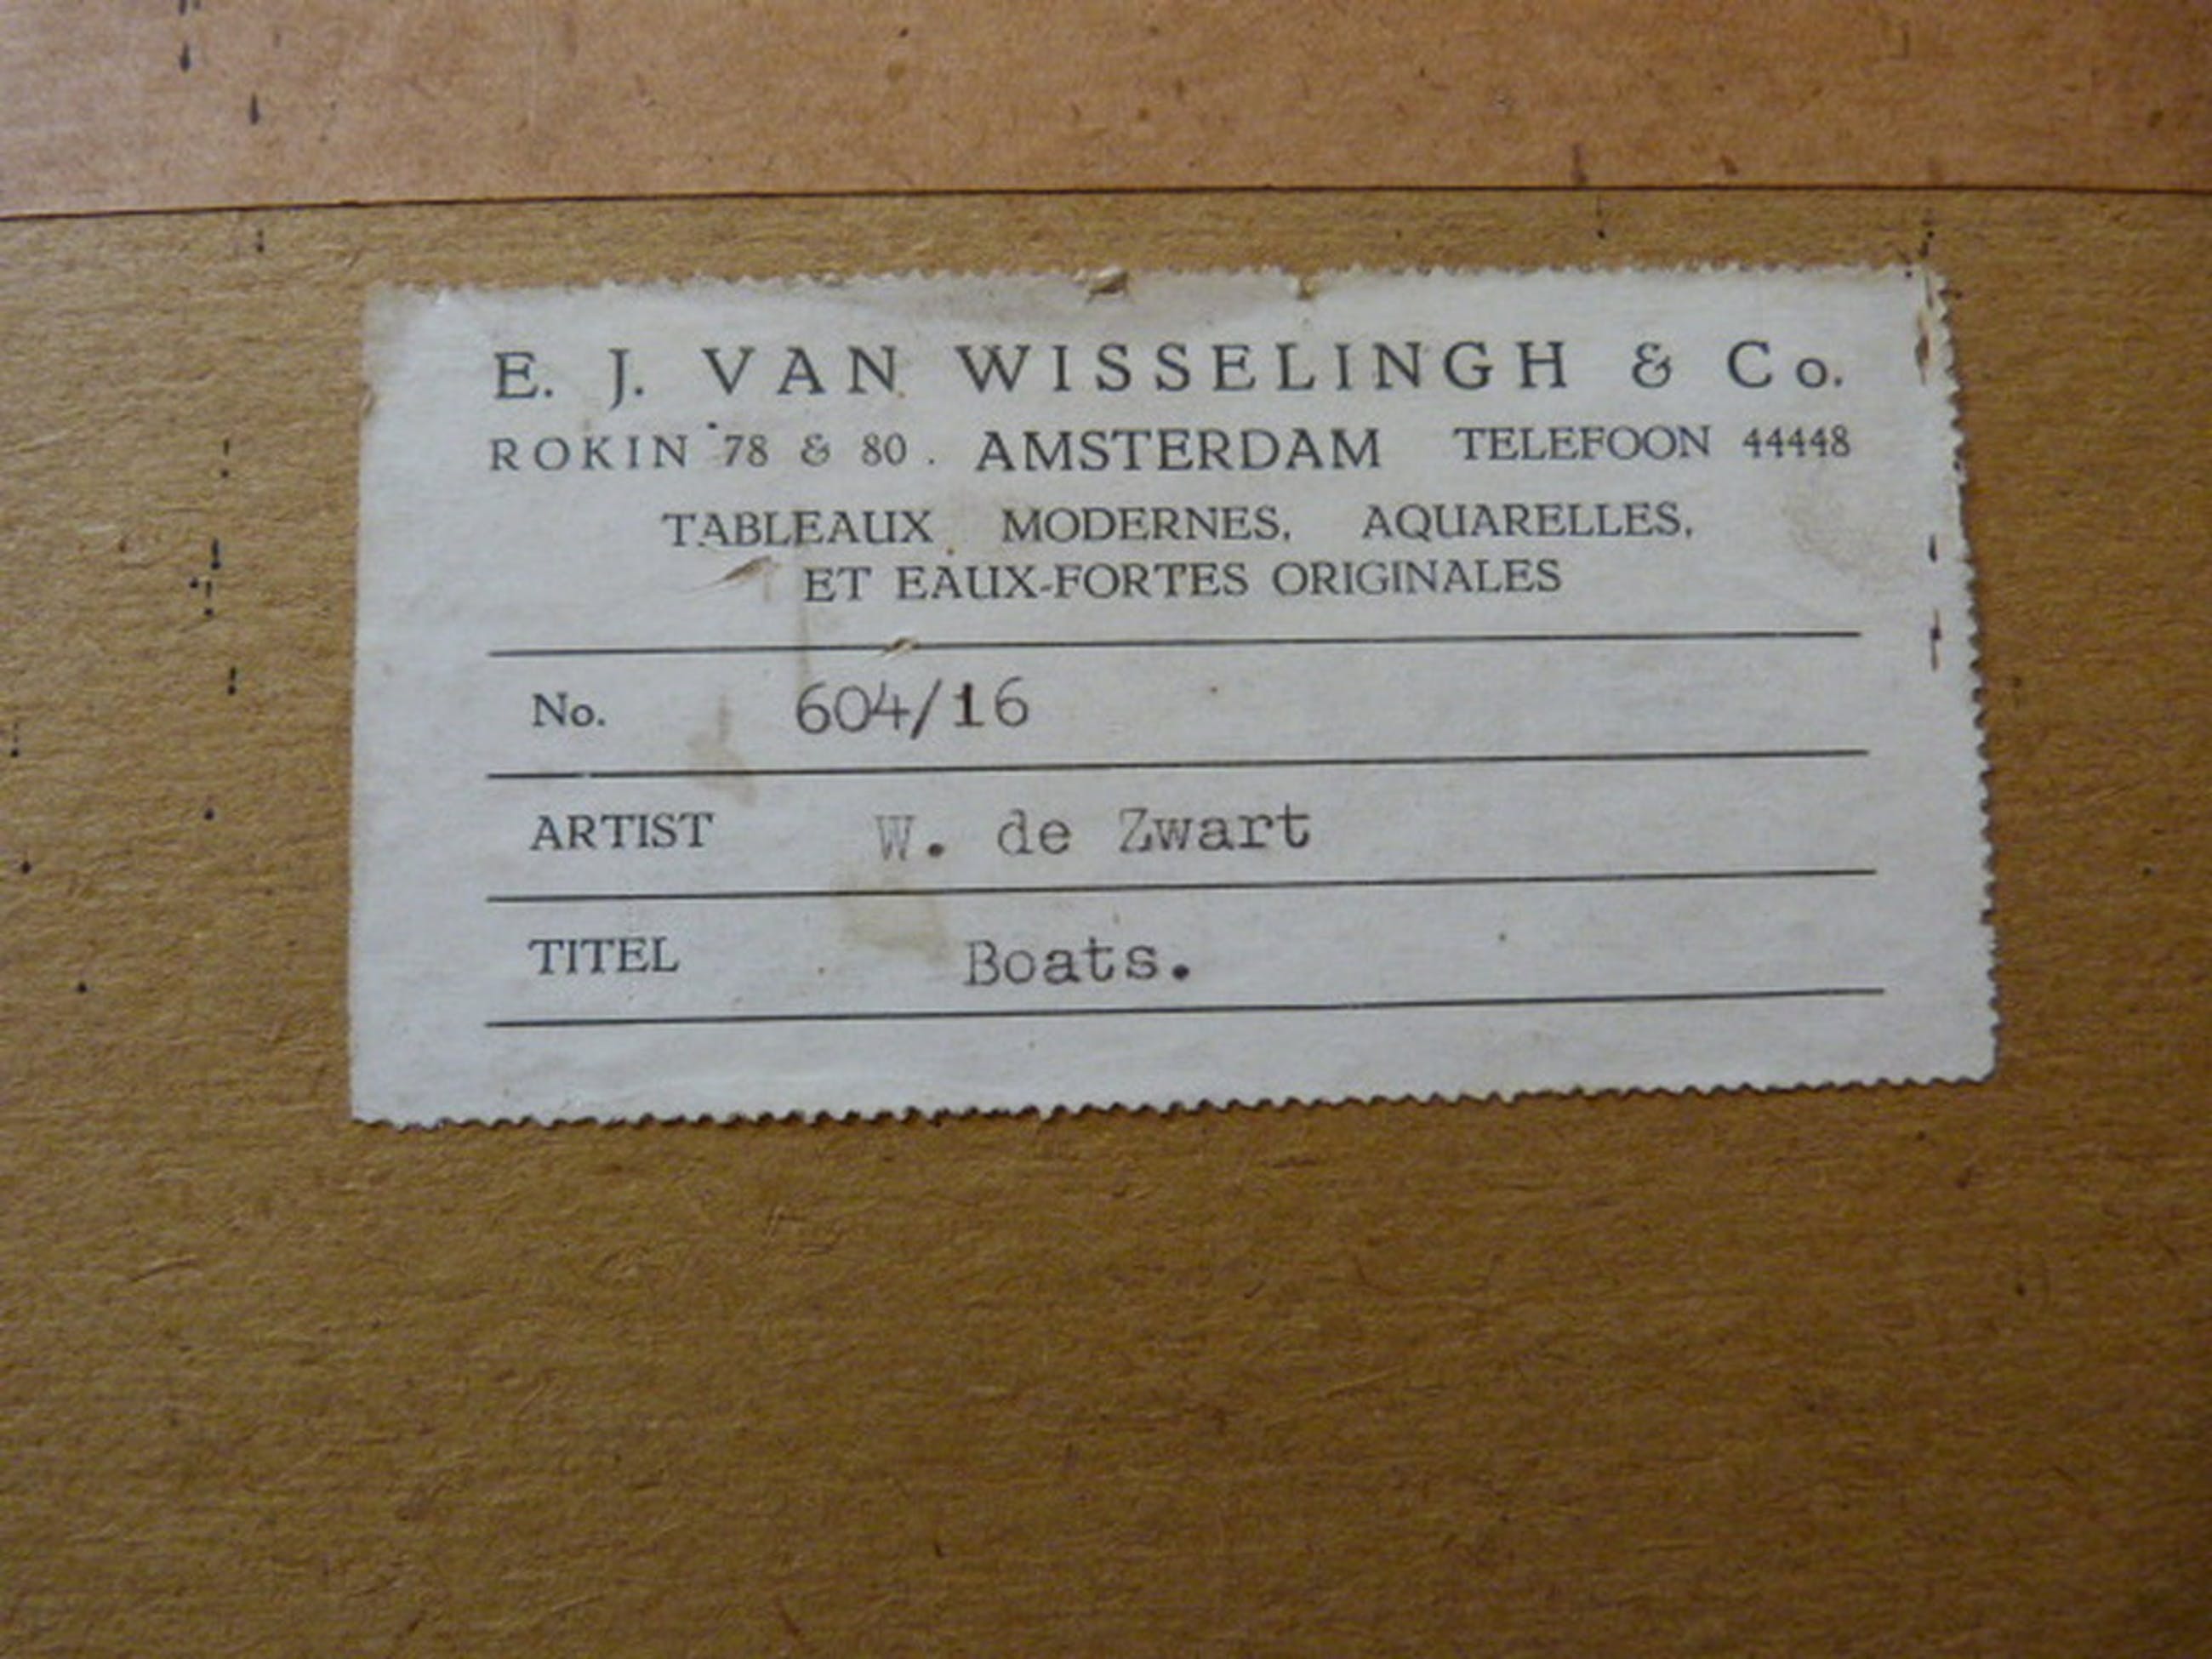 E. J. VAN WISSELINGH & Co.
ROKIN 78 & 80. AMSTERDAM TELEFOON 44448
TABLEAUX MODERNES, AQUARELLES,
ET EAUX-FORTES ORIGINALES
No. 604/16
ARTIST W. de Zwart
TITEL Boats.